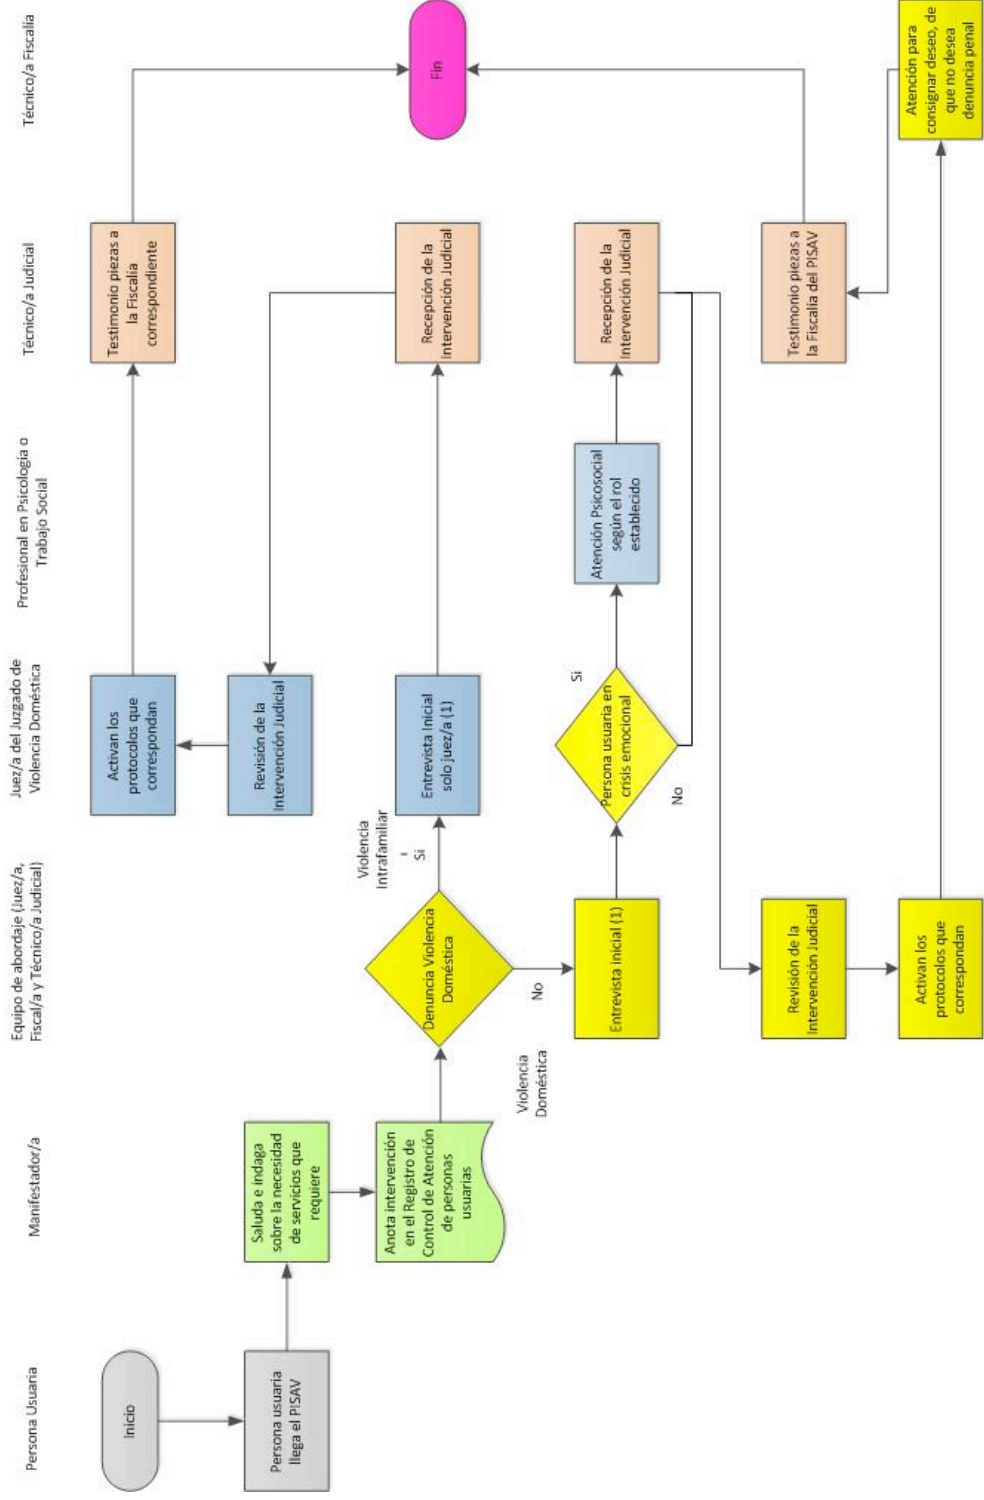 Persona Usuaria
Manifestador/a
Equipo de abordaje (Juez/a,
Fiscal/a y Técnico/a Judicial)
Juez/a del Juzgado de
Violencia Doméstica
Profesional en Psicología o
Trabajo Social
Técnico/a Judicial
Técnico/a Fiscalía
Inicio
Persona usuaria
llega el PISAV
Saluda e indaga
sobre la necesidad
de servicios que
requiere
Anota intervención
en el Registro de
Control de Atención
de personas
usuarias
Denuncia Violencia
Doméstica
Violencia
Intrafamiliar
-
Si
No
Violencia
Doméstica
Entrevista Inicial
solo juez/a (1)
Recepción de la
Intervención Judicial
Revisión de la
Intervención Judicial
Activan los
protocolos que
correspondan
Testimonio piezas a
la Fiscalía
correspondiente
Fin
Entrevista Inicial (1)
Persona usuaria en
crisis emocional
Si
No
Atención Psicosocial
según el rol
establecido
Recepción de la
Intervención Judicial
Revisión de la
Intervención Judicial
Activan los
protocolos que
correspondan
Atención para
consignar deseo, de
que no desea
denuncia penal
Testimonio piezas a
la Fiscalía del PISAV